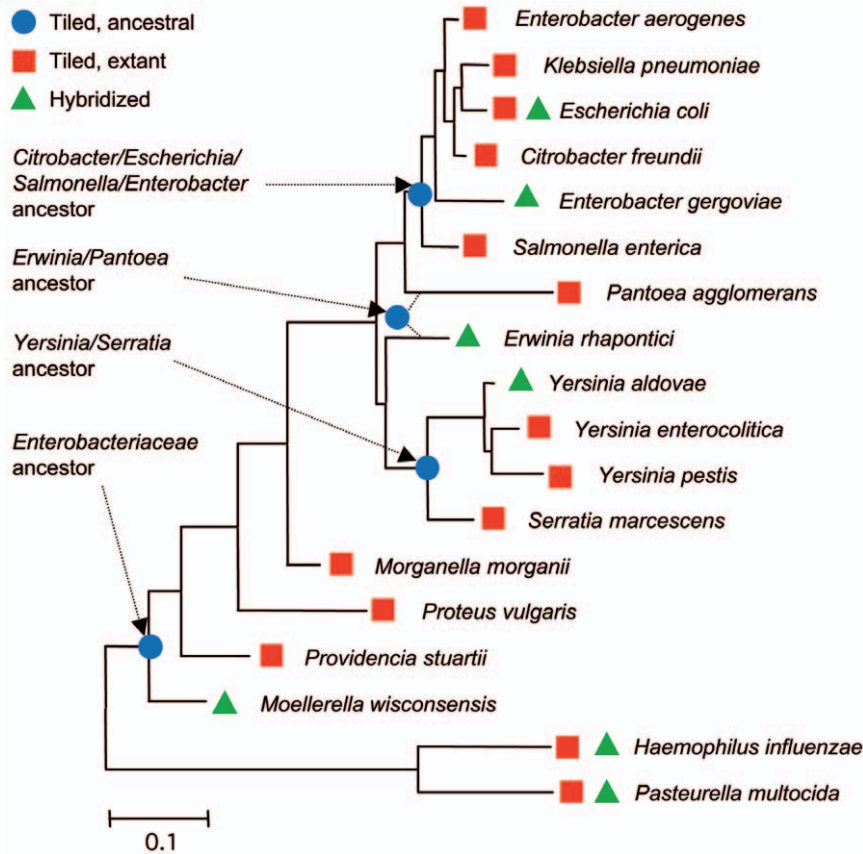 Tiled, ancestral
Tiled, extant
Hybridized
Citrobacter/Escherichia/
Salmonella/Enterobacter
ancestor
Erwinia/Pantoea
ancestor
Yersinia/Serratia
ancestor
Enterobacteriaceae
ancestor
Enterobacter aerogenes
Klebsiella pneumoniae
Escherichia coli
Citrobacter freundii
Enterobacter gergoviae
Salmonella enterica
Pantoea agglomerans
Erwinia rhapontici
Yersinia aldovae
Yersinia enterocolitica
Yersinia pestis
Serratia marcescens
Morganella morganii
Proteus vulgaris
Providencia stuartii
Moellerella wisconsensis
Haemophilus influenzae
Pasteurella multocida
0.1